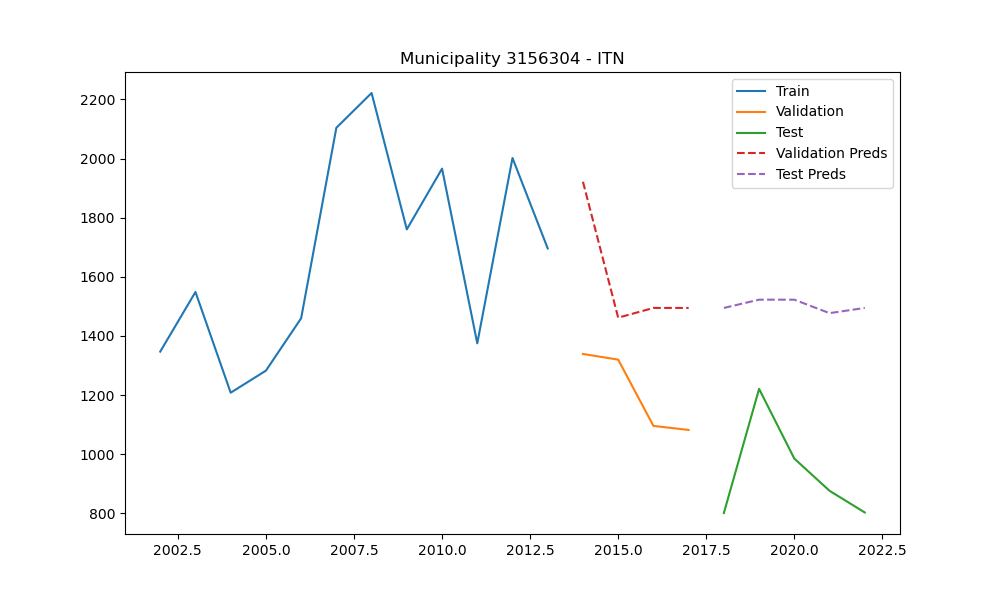 Municipality 3156304 - ITN
Train
Validation
Test
Validation Preds
Test Preds
2200
2000
1800
1600
1400
1200
1000
800
2002.5 2005.0 2007.5 2010.0 2012.5 2015.0 2017.5 2020.0 2022.5